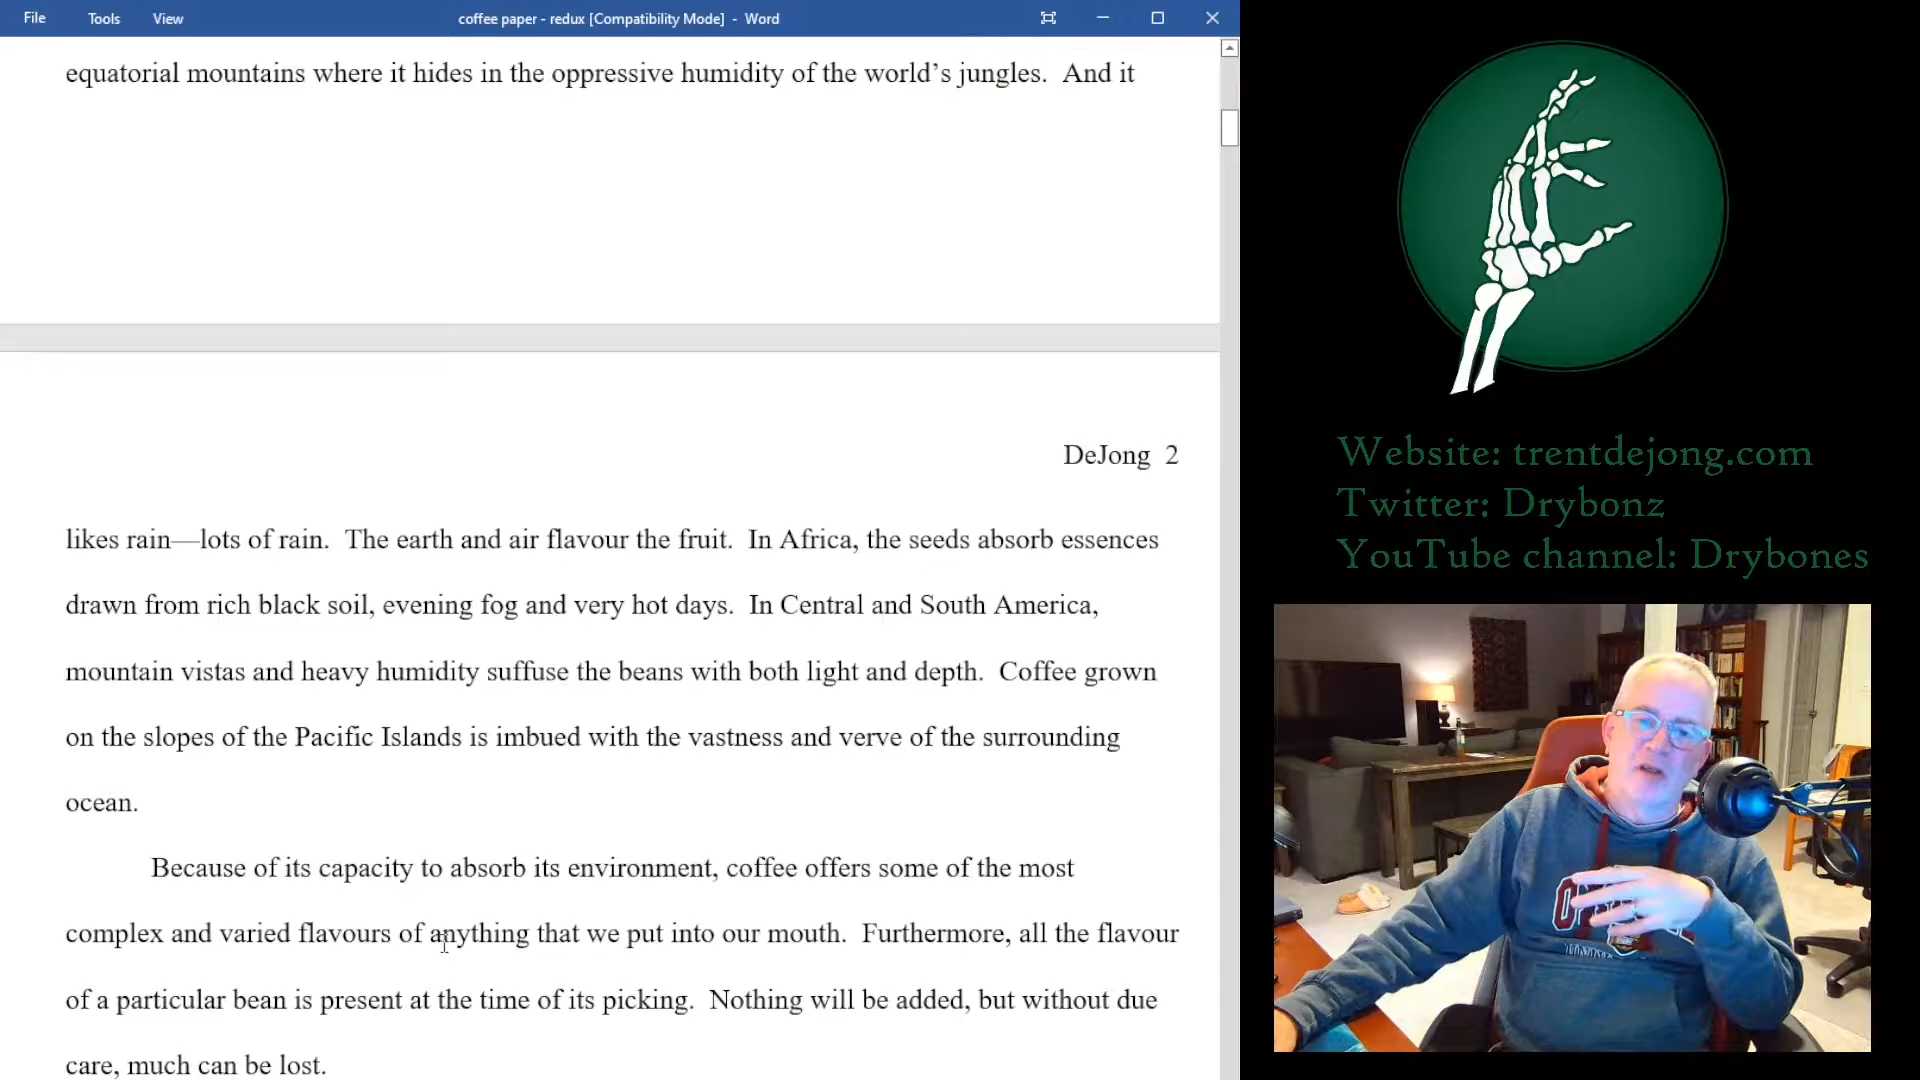 File Tools View coffee paper - redux [Compatibility Mode] - Word
equatorial mountains where it hides in the oppressive humidity of the world’s jungles. And it
DeJong 2
likes rain—lots of rain. The earth and air flavour the fruit. In Africa, the seeds absorb essences
drawn from rich black soil, evening fog and very hot days. In Central and South America,
mountain vistas and heavy humidity suffuse the beans with both light and depth. Coffee grown
on the slopes of the Pacific Islands is imbued with the vastness and verve of the surrounding
ocean.
Because of its capacity to absorb its environment, coffee offers some of the most
complex and varied flavours of anything that we put into our mouth. Furthermore, all the flavour
of a particular bean is present at the time of its picking. Nothing will be added, but without due
care, much can be lost.
Website: trentdejong.com
Twitter: Drybonz
YouTube channel: Drybones